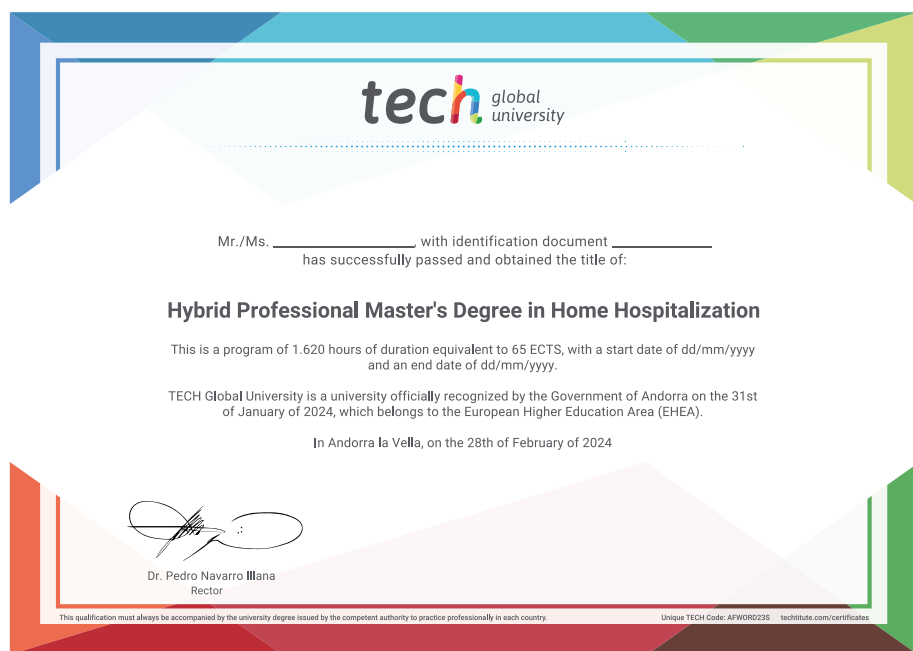 tech global
university
Mr./Ms. ________________, with identification document ____________
has successfully passed and obtained the title of:
Hybrid Professional Master's Degree in Home Hospitalization
This is a program of 1.620 hours of duration equivalent to 65 ECTS, with a start date of dd/mm/yyyy
and an end date of dd/mm/yyyy.
TECH Global University is a university officially recognized by the Government of Andorra on the 31st
of January of 2024, which belongs to the European Higher Education Area (EHEA).
In Andorra la Vella, on the 28th of February of 2024
Dr. Pedro Navarro Illana
Rector
This qualification must always be accompanied by the university degree issued by the competent authority to practice professionally in each country.
Unique TECH Code: AFWORD23S techtitute.com/certificates